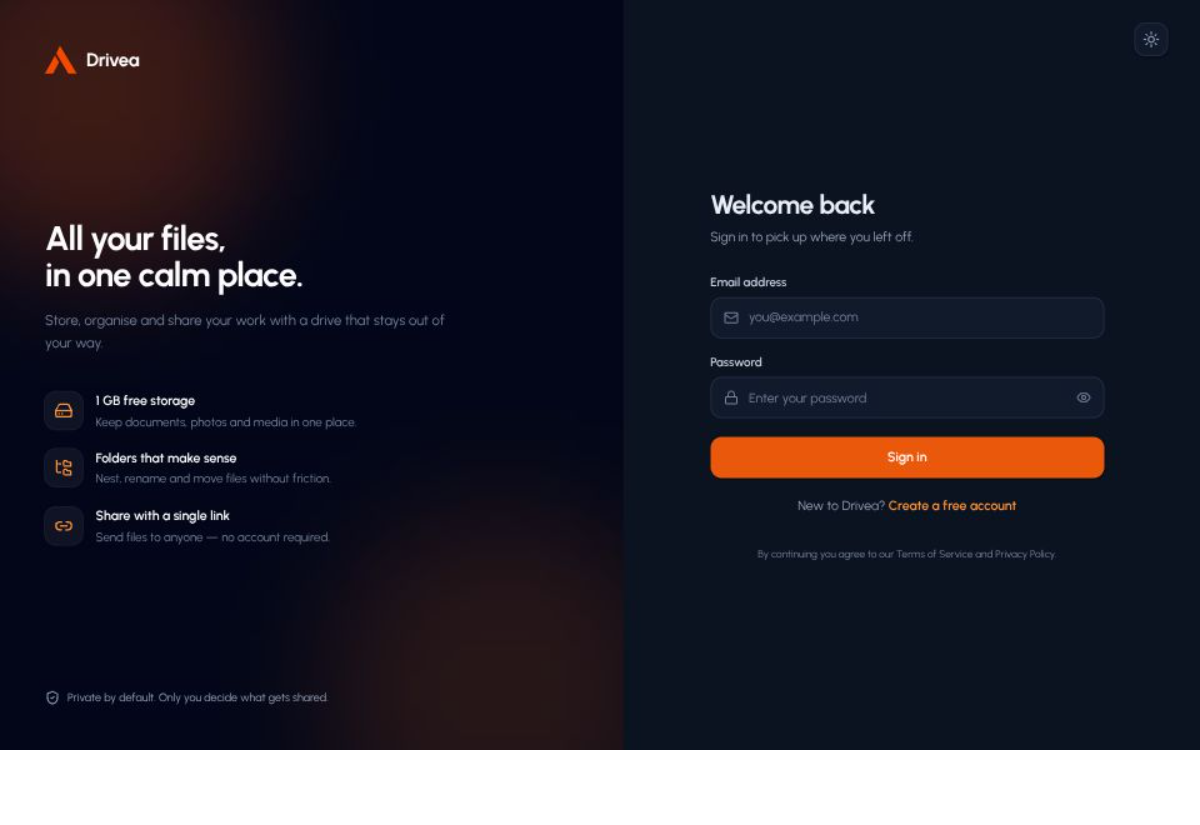 Drivea
All your files,
in one calm place.
Store, organise and share your work with a drive that stays out of
your way.
1 GB free storage
Keep documents, photos and media in one place.
Folders that make sense
Nest, rename and move files without friction.
Share with a single link
Send files to anyone — no account required.
Private by default. Only you decide what gets shared.
Welcome back
Sign in to pick up where you left off.
Email address
you@example.com
Password
Enter your password
Sign in
New to Drivea? Create a free account
By continuing you agree to our Terms of Service and Privacy Policy.